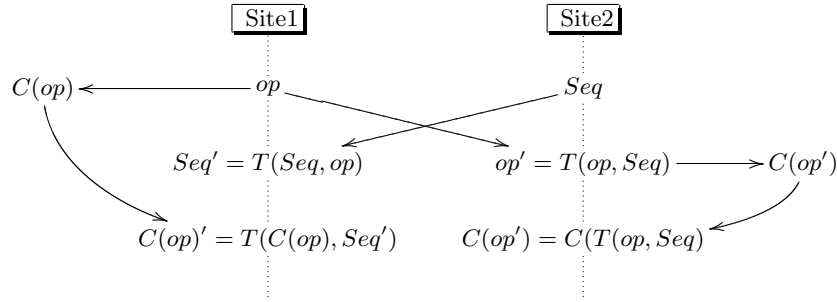 Site1 Site2
C(op) op Seq
Seq′ = T(Seq, op) op′ = T(op, Seq) C(op′)
C(op)′ = T(C(op), Seq′) C(op′) = C(T(op, Seq)